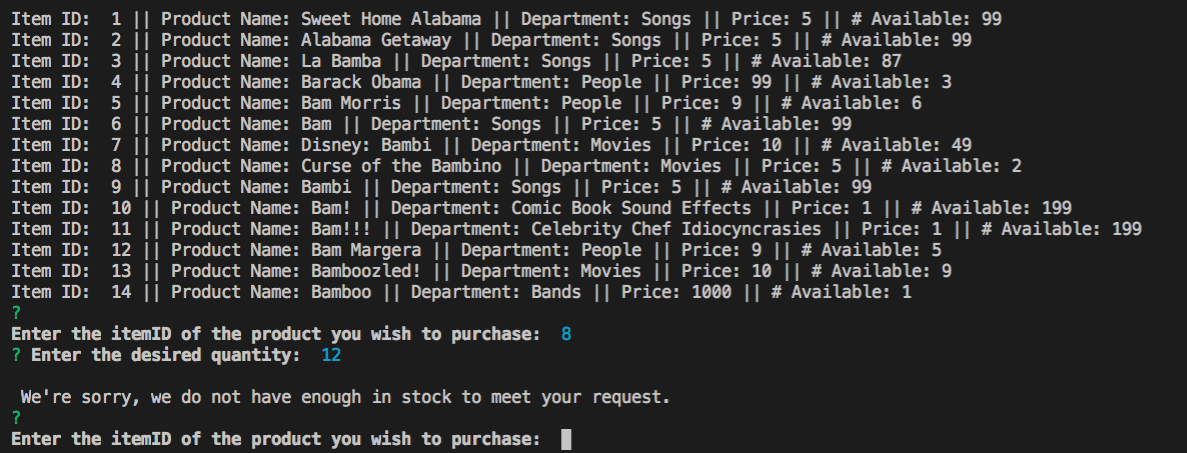 Item ID:  1 || Product Name: Sweet Home Alabama || Department: Songs || Price: 5 || # Available: 99
Item ID:  2 || Product Name: Alabama Getaway || Department: Songs || Price: 5 || # Available: 99
Item ID:  3 || Product Name: La Bamba || Department: Songs || Price: 5 || # Available: 87
Item ID:  4 || Product Name: Barack Obama || Department: People || Price: 99 || # Available: 3
Item ID:  5 || Product Name: Bam Morris || Department: People || Price: 9 || # Available: 6
Item ID:  6 || Product Name: Bam || Department: Songs || Price: 5 || # Available: 99
Item ID:  7 || Product Name: Disney: Bambi || Department: Movies || Price: 10 || # Available: 49
Item ID:  8 || Product Name: Curse of the Bambino || Department: Movies || Price: 5 || # Available: 2
Item ID:  9 || Product Name: Bambi || Department: Songs || Price: 5 || # Available: 99
Item ID:  10 || Product Name: Bam! || Department: Comic Book Sound Effects || Price: 1 || # Available: 199
Item ID:  11 || Product Name: Bam!!! || Department: Celebrity Chef Idiocyncrasies || Price: 1 || # Available: 199
Item ID:  12 || Product Name: Bam Margera || Department: People || Price: 9 || # Available: 5
Item ID:  13 || Product Name: Bamboozled! || Department: Movies || Price: 10 || # Available: 9
Item ID:  14 || Product Name: Bamboo || Department: Bands || Price: 1000 || # Available: 1
?
Enter the itemID of the product you wish to purchase:  8
? Enter the desired quantity:  12
We're sorry, we do not have enough in stock to meet your request.
?
Enter the itemID of the product you wish to purchase: